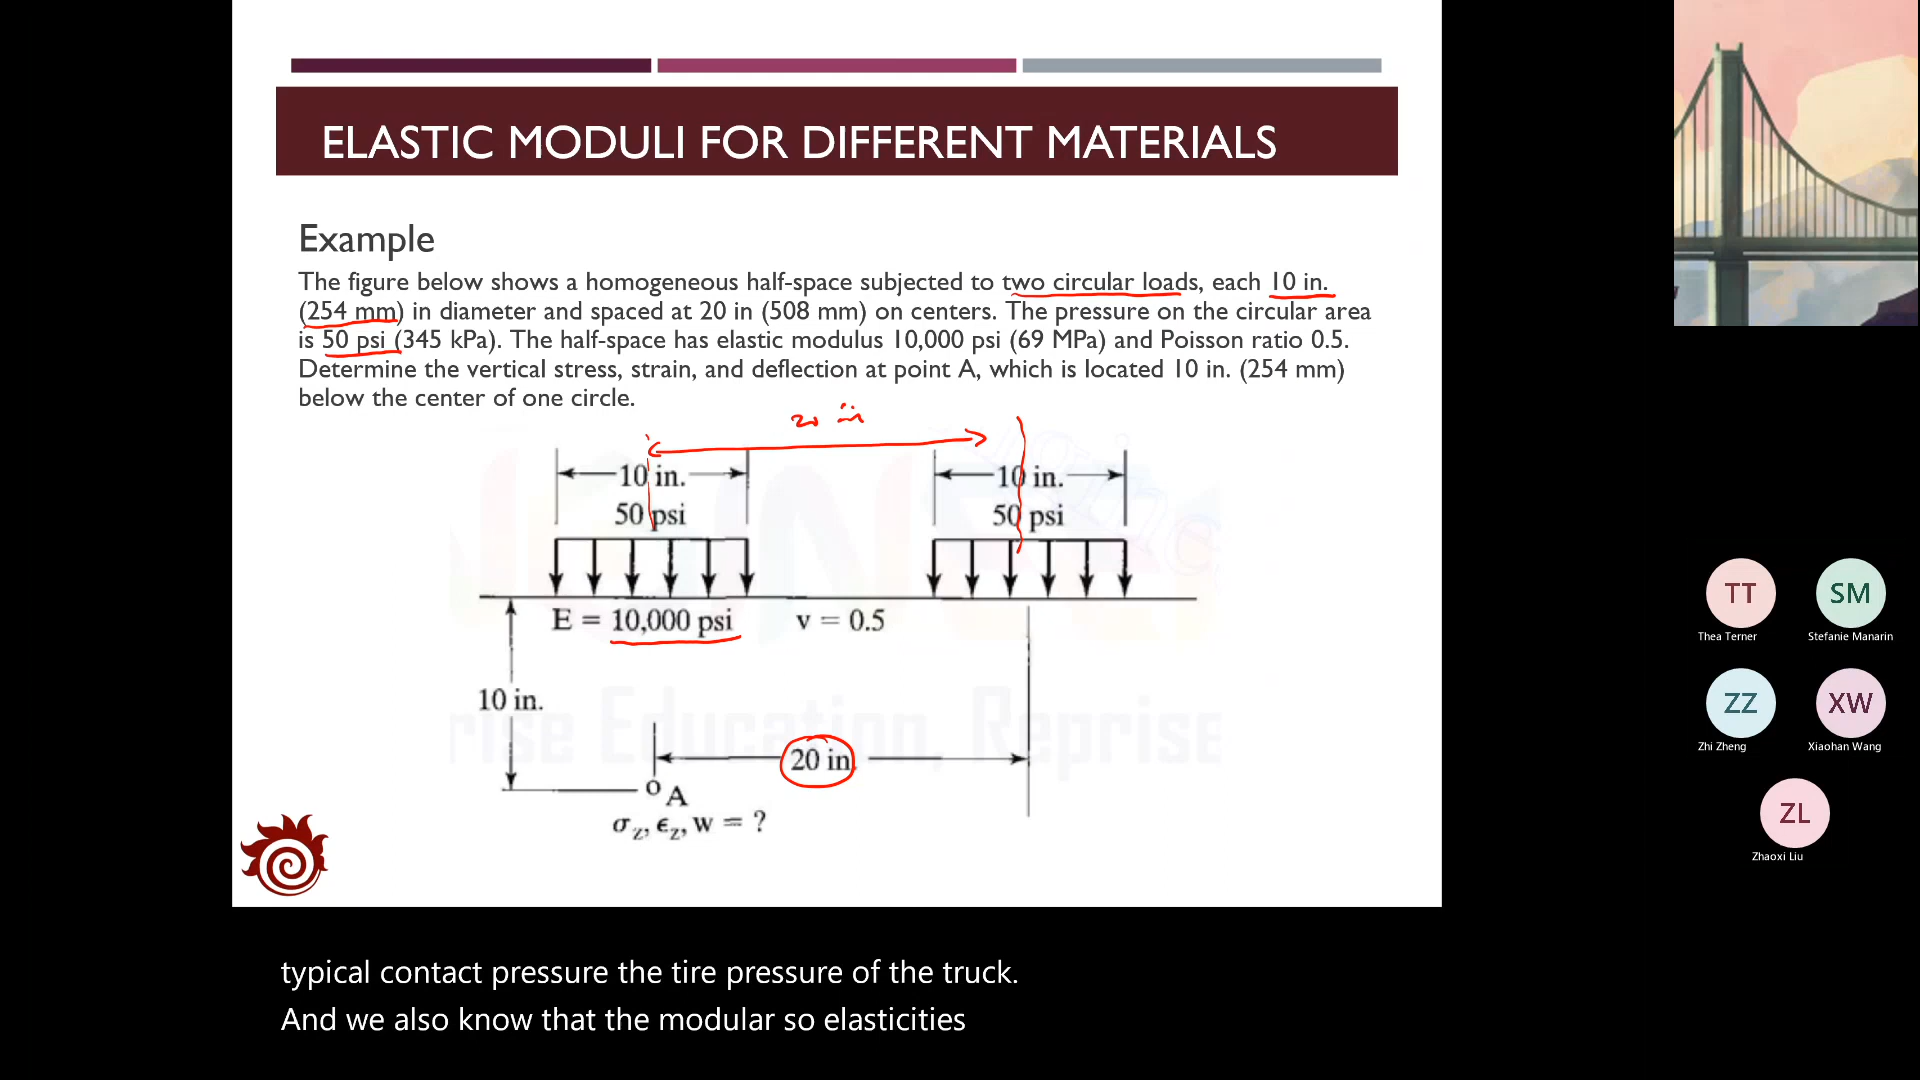 ELASTIC MODULI FOR DIFFERENT MATERIALS
Example
The figure below shows a homogeneous half-space subjected to two circular loads, each 10 in.
(254 mm) in diameter and spaced at 20 in (508 mm) on centers. The pressure on the circular area
is 50 psi (345 kPa). The half-space has elastic modulus 10,000 psi (69 MPa) and Poisson ratio 0.5.
Determine the vertical stress, strain, and deflection at point A, which is located 10 in. (254 mm)
below the center of one circle.
20 in
10 in.
10 in.
50 psi
50 psi
E = 10,000 psi
v = 0.5
10 in.
rise Education, Reprise
20 in
A
σz, ϵz, w = ?
TT
SM
Thea Terner
Stefanie Manarin
ZZ
XW
Zhi Zheng
Xiaohan Wang
ZL
Zhaoxi Liu
typical contact pressure the tire pressure of the truck.
And we also know that the modular so elasticities